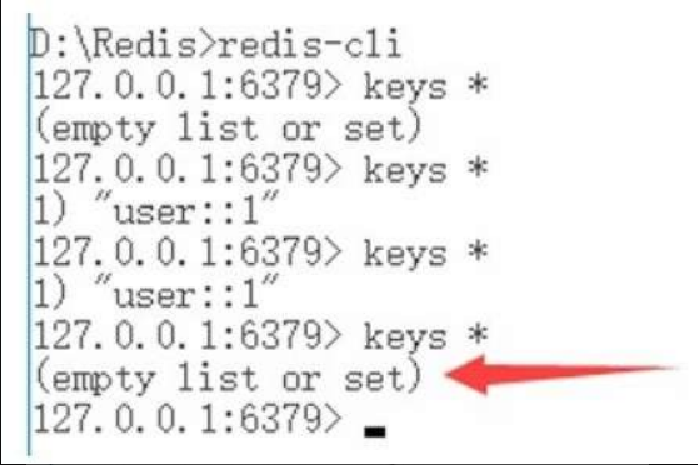 D:\Redis>redis-cli
127.0.0.1:6379> keys *
(empty list or set)
127.0.0.1:6379> keys *
1) "user::1"
127.0.0.1:6379> keys *
1) "user::1"
127.0.0.1:6379> keys *
(empty list or set)
127.0.0.1:6379>